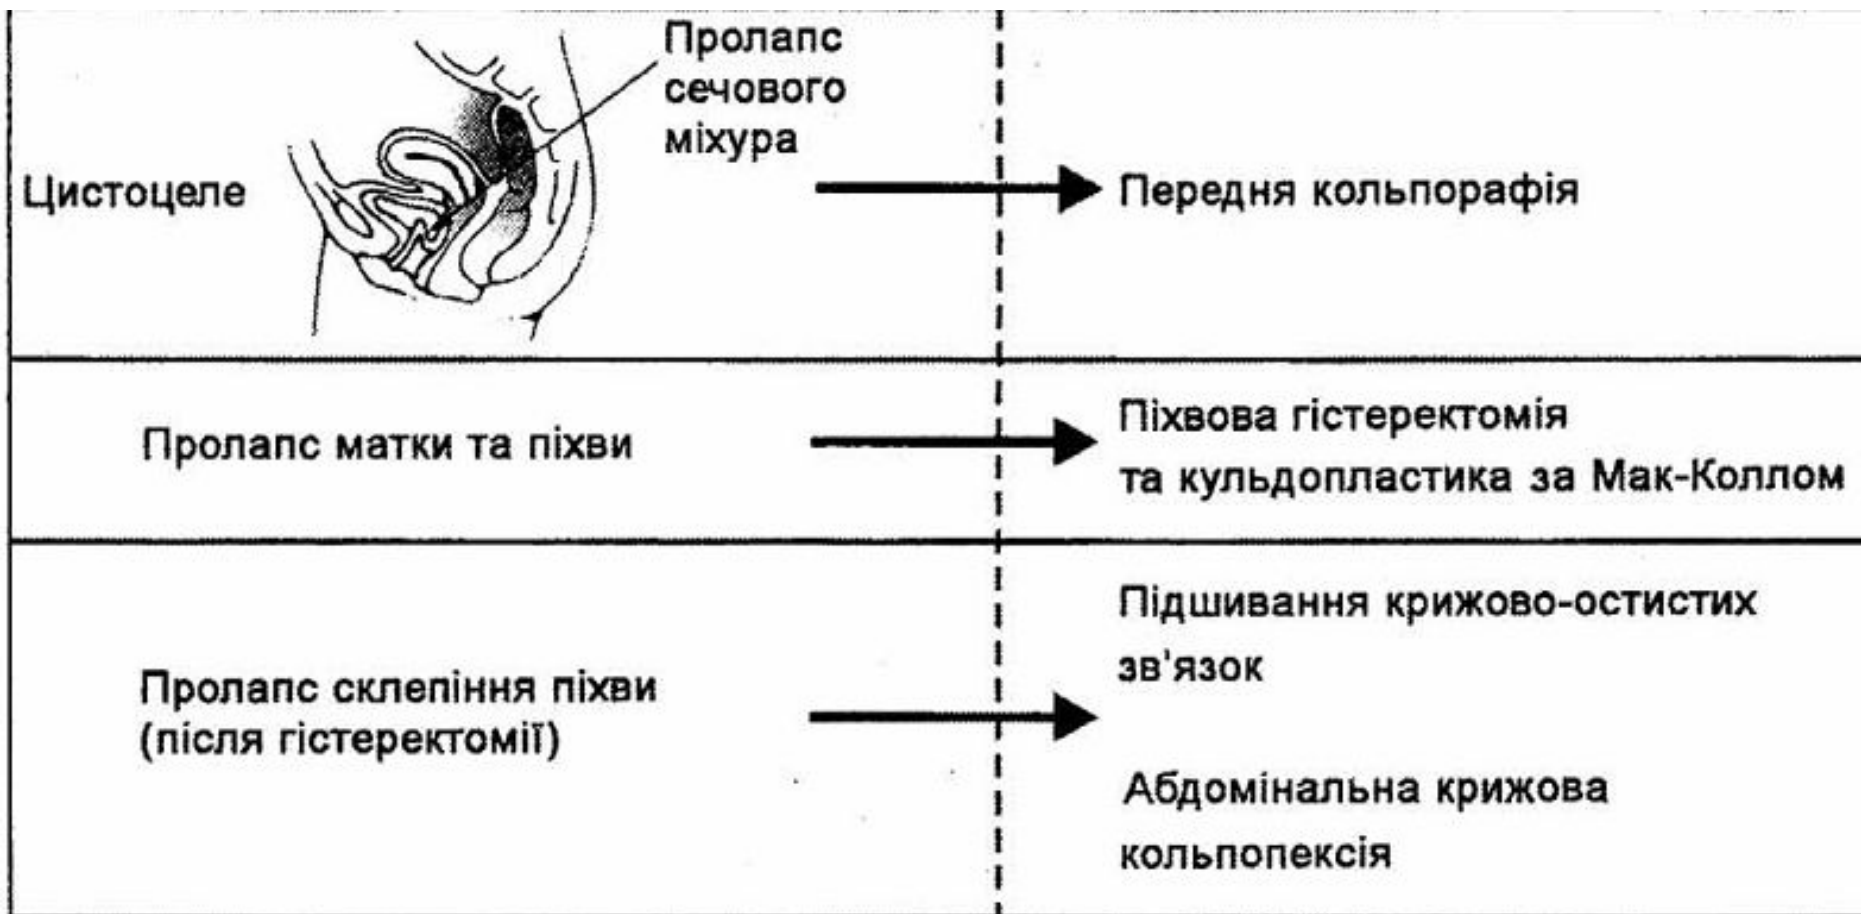 Пролапс
сечового
міхура
Цистоцеле
Передня кольпорафія
Пролапс матки та піхви
Піхвова гістеректомія
та кульдопластика за Мак-Коллом
Пролапс склепіння піхви
(після гістеректомії)
Підшивання крижово-остистих
зв'язок
Абдомінальна крижова
кольпопексія